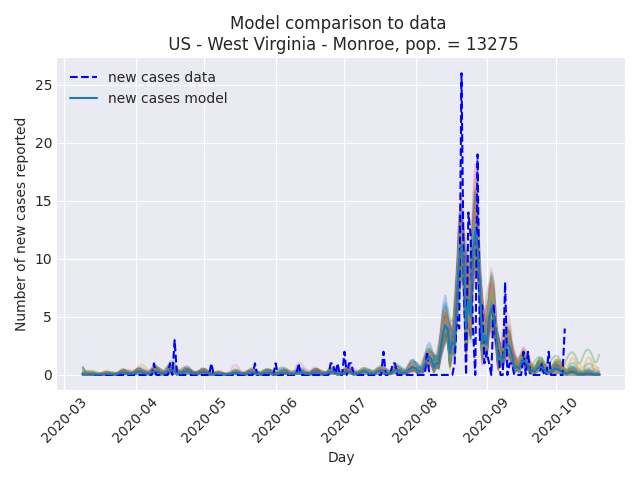 Model comparison to data
US - West Virginia - Monroe, pop. = 13275
new cases data
new cases model
Number of new cases reported
25
20
15
10
5
0
2020-03
2020-04
2020-05
2020-06
2020-07
2020-08
2020-09
2020-10
Day